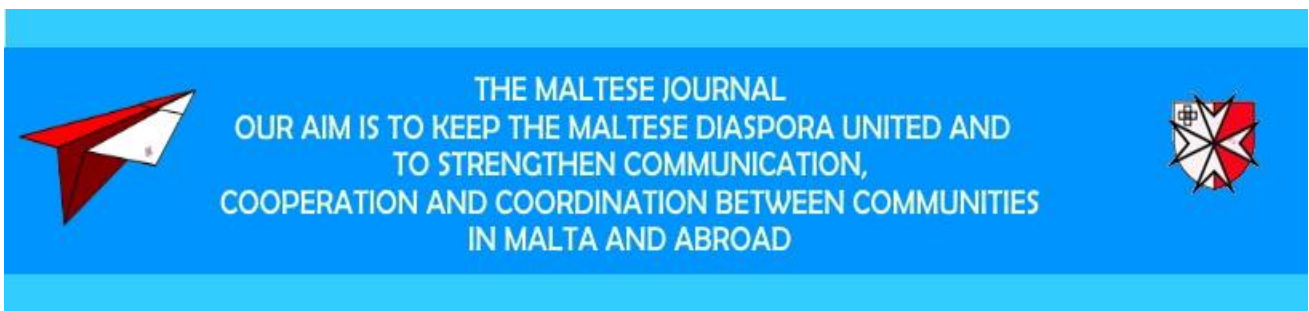 THE MALTESE JOURNAL
OUR AIM IS TO KEEP THE MALTESE DIASPORA UNITED AND
TO STRENGTHEN COMMUNICATION,
COOPERATION AND COORDINATION BETWEEN COMMUNITIES
IN MALTA AND ABROAD